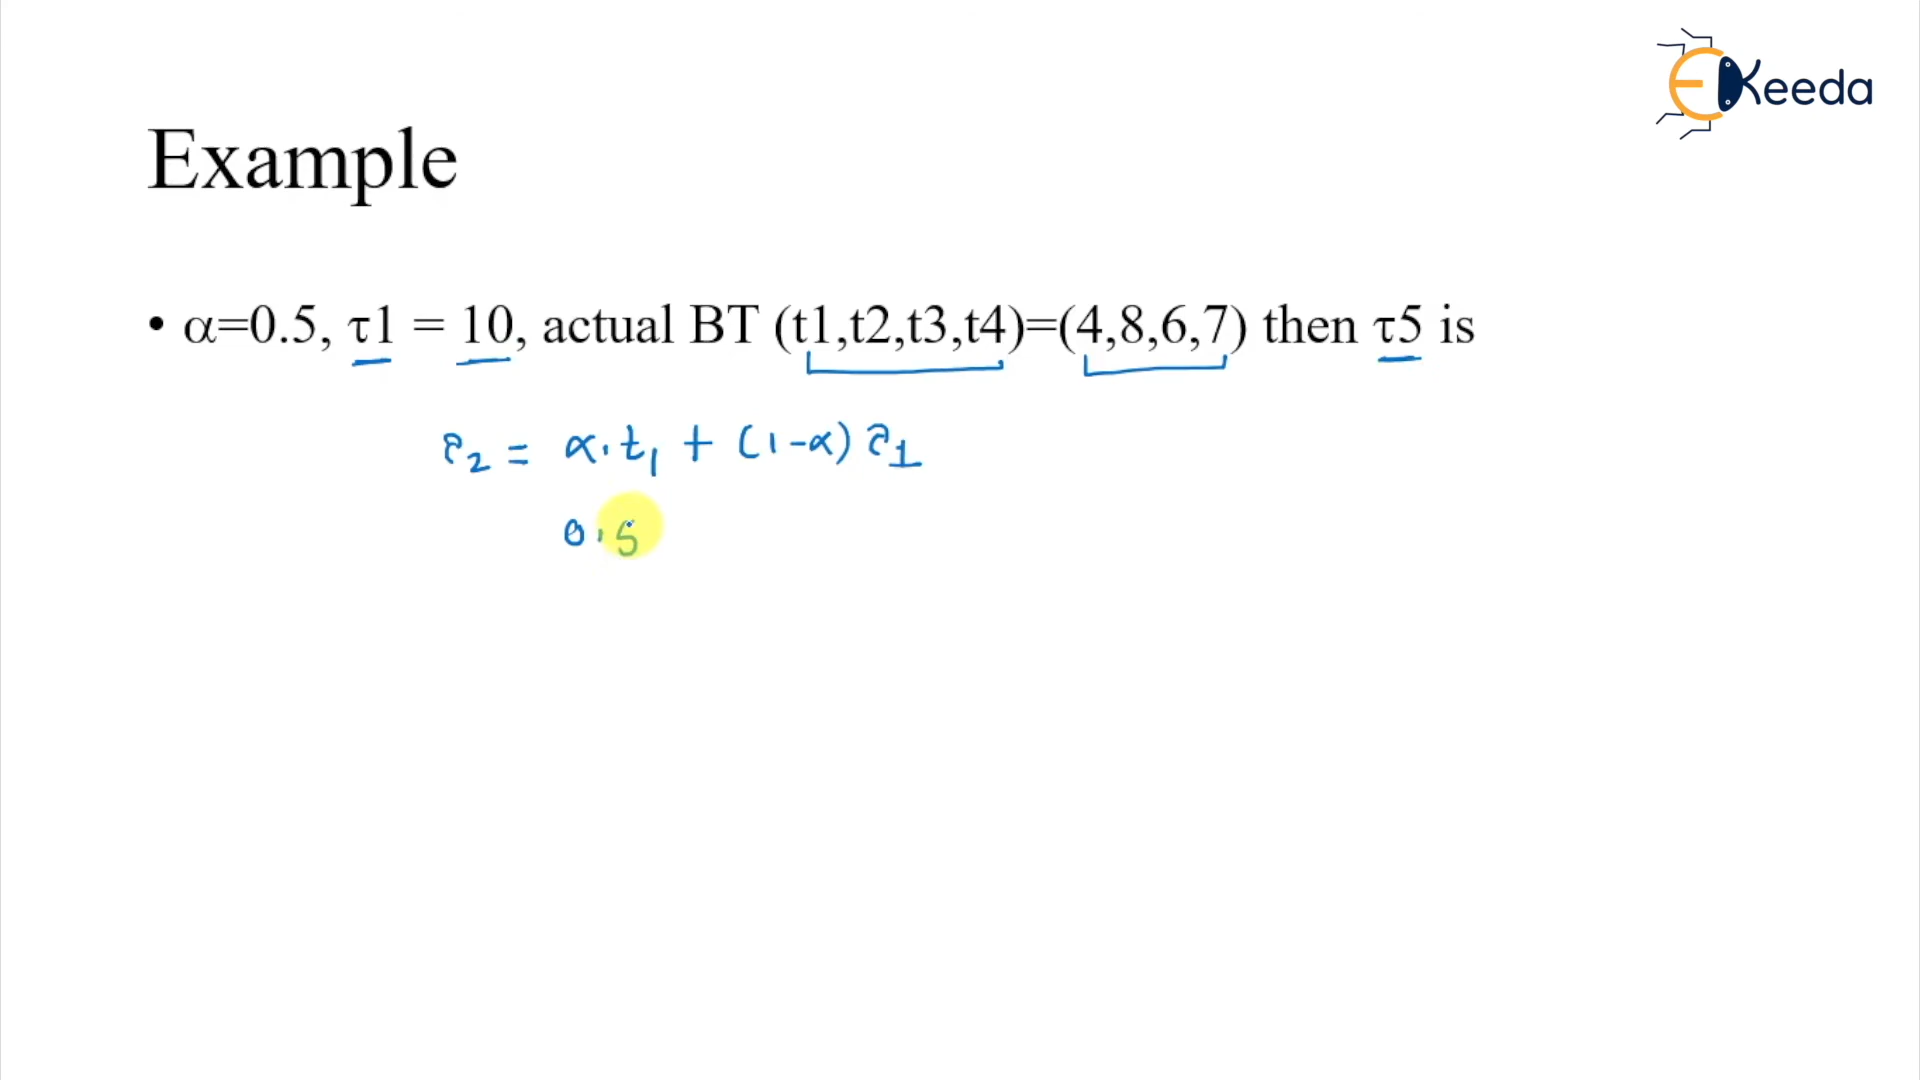 EKeeda
Example
• α=0.5, τ1 = 10, actual BT (t1,t2,t3,t4)=(4,8,6,7) then τ5 is
τ2 = α.t1 + (1-α) τ1
0.5